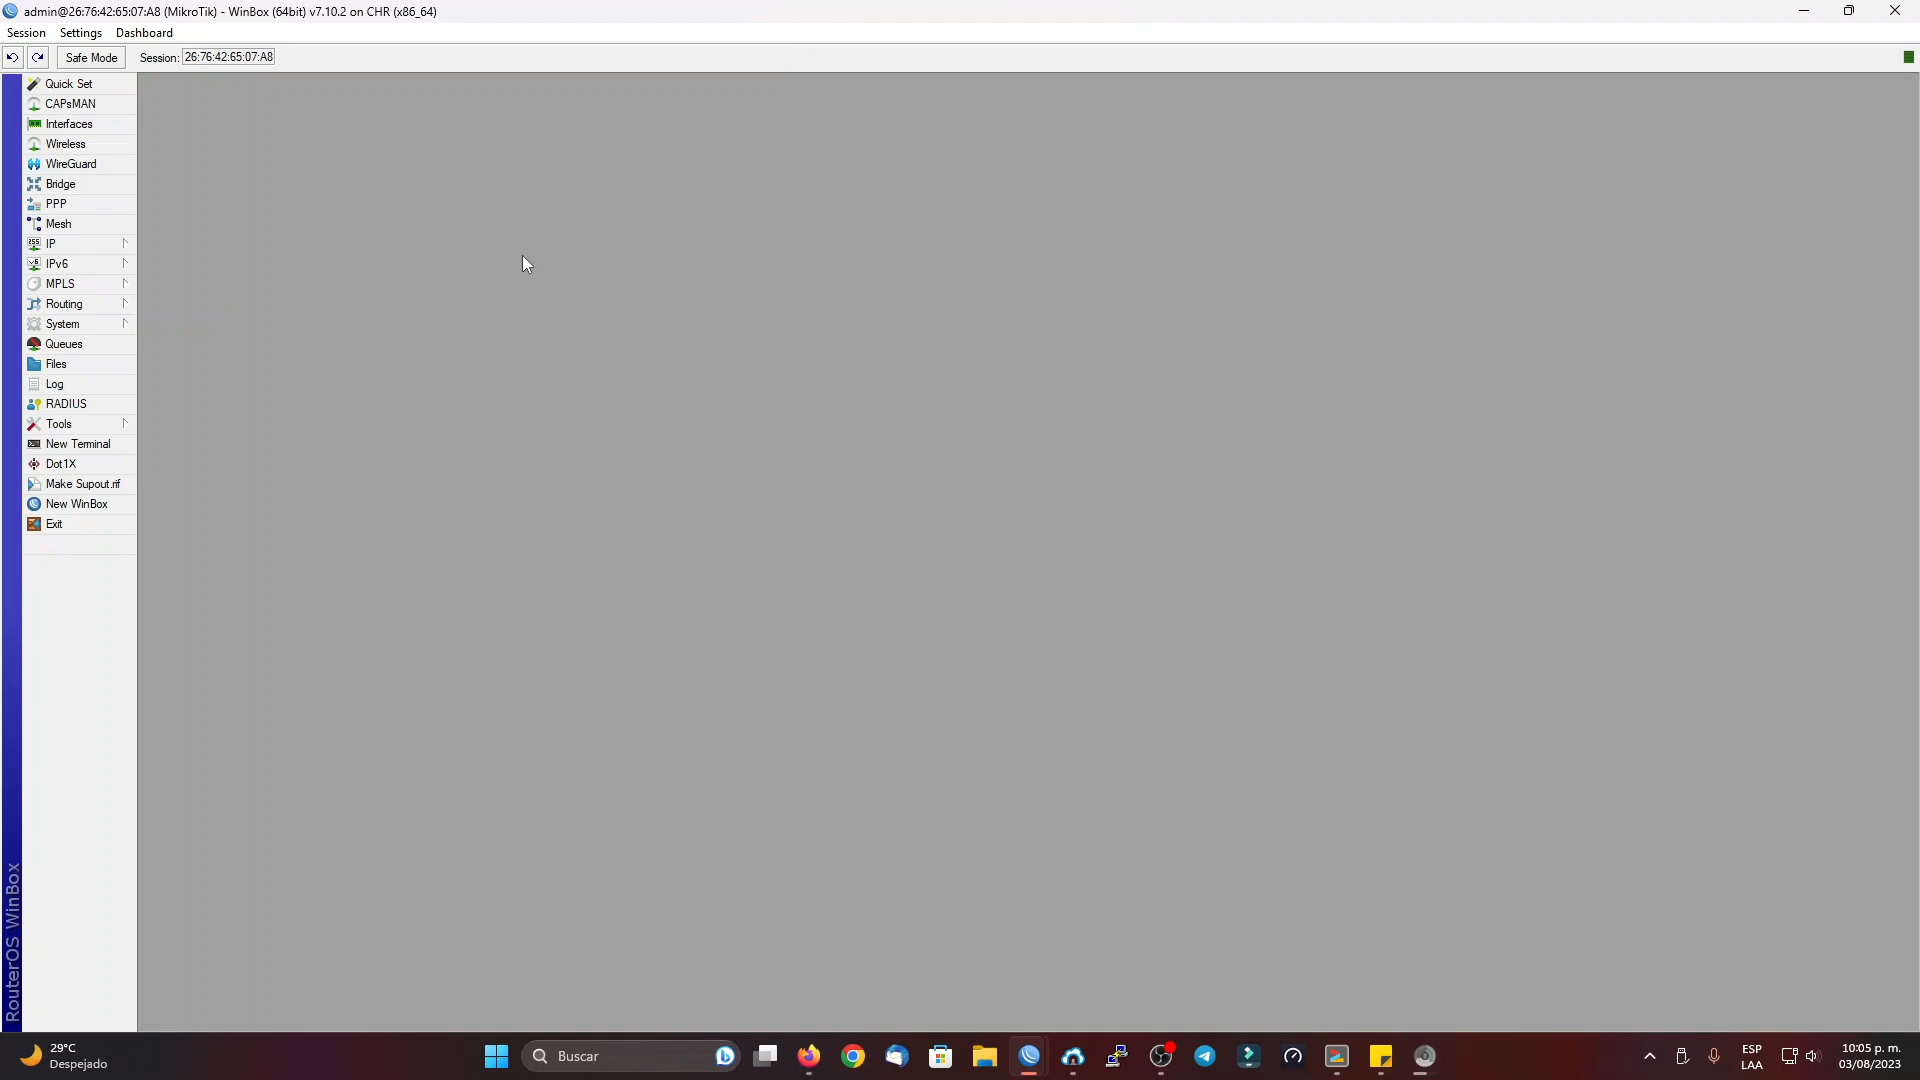 admin@26:76:42:65:07:A8 (MikroTik) - WinBox (64bit) v7.10.2 on CHR (x86_64)
Session Settings Dashboard
Safe Mode Session: 26:76:42:65:07:A8
Quick Set
CAPsMAN
Interfaces
Wireless
WireGuard
Bridge
PPP
Mesh
IP
IPv6
MPLS
Routing
System
Queues
Files
Log
RADIUS
Tools
New Terminal
Dot1X
Make Supout.rif
New WinBox
Exit
RouterOS WinBox
29°C
Despejado
Buscar
ESP
LAA
10:05 p. m.
03/08/2023